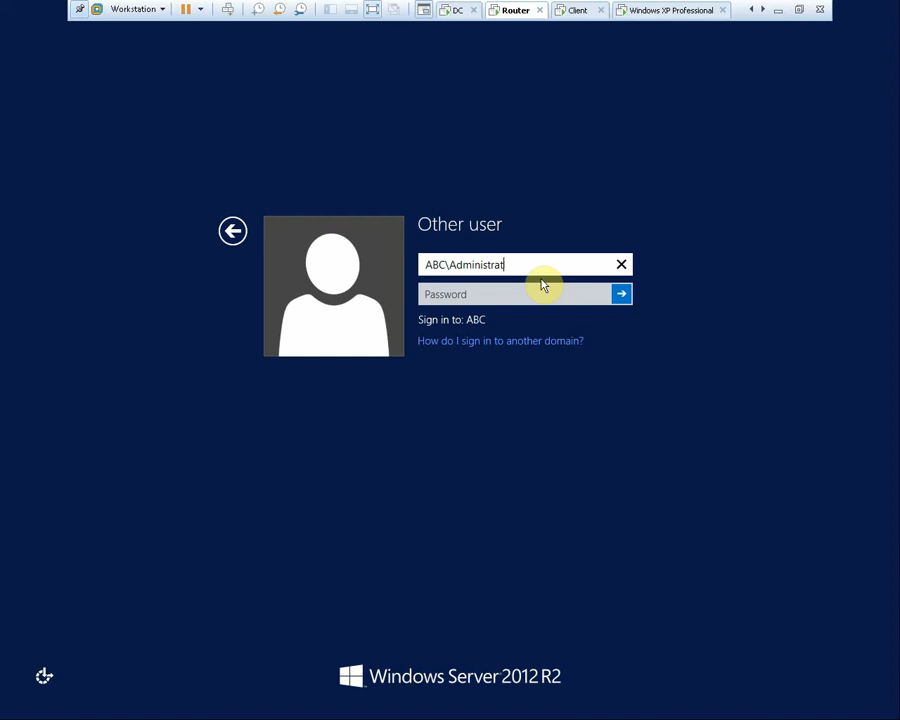 Workstation DC Router Client Windows XP Professional
Other user
ABC\Administrat
Password
Sign in to: ABC
How do I sign in to another domain?
Windows Server 2012 R2